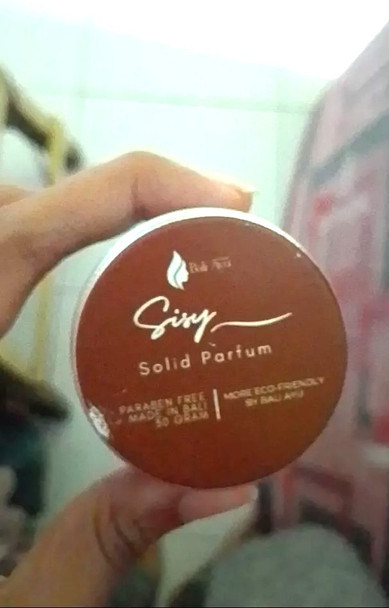 Bali Ayu
Sisy
Solid Parfum
PARABEN FREE
MADE IN BALI
50 GRAM
MORE ECO-FRIENDLY
BY BALI AYU